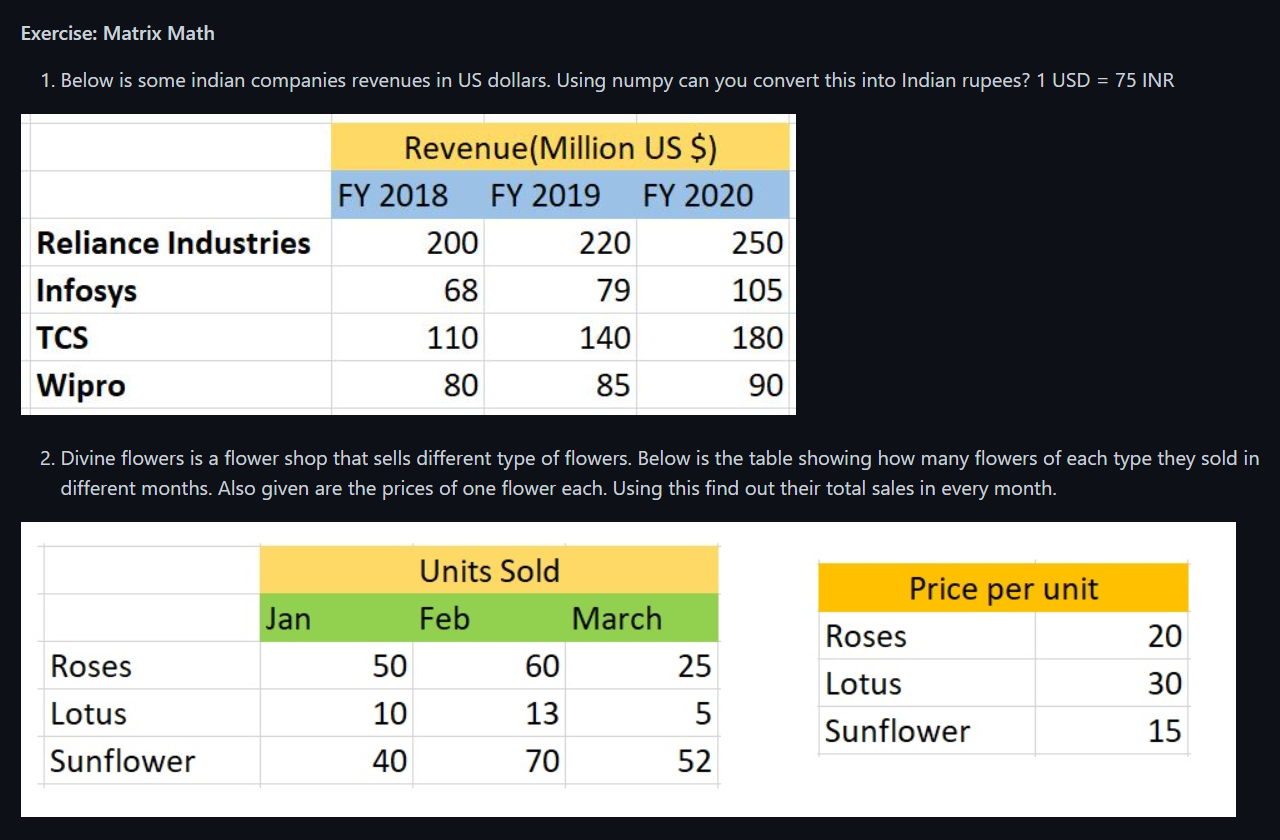 Exercise: Matrix Math
1. Below is some indian companies revenues in US dollars. Using numpy can you convert this into Indian rupees? 1 USD = 75 INR
Revenue(Million US $)
FY 2018 FY 2019 FY 2020
Reliance Industries 200 220 250
Infosys 68 79 105
TCS 110 140 180
Wipro 80 85 90
2. Divine flowers is a flower shop that sells different type of flowers. Below is the table showing how many flowers of each type they sold in
different months. Also given are the prices of one flower each. Using this find out their total sales in every month.
Units Sold
Jan Feb March
Roses 50 60 25
Lotus 10 13 5
Sunflower 40 70 52
Price per unit
Roses 20
Lotus 30
Sunflower 15